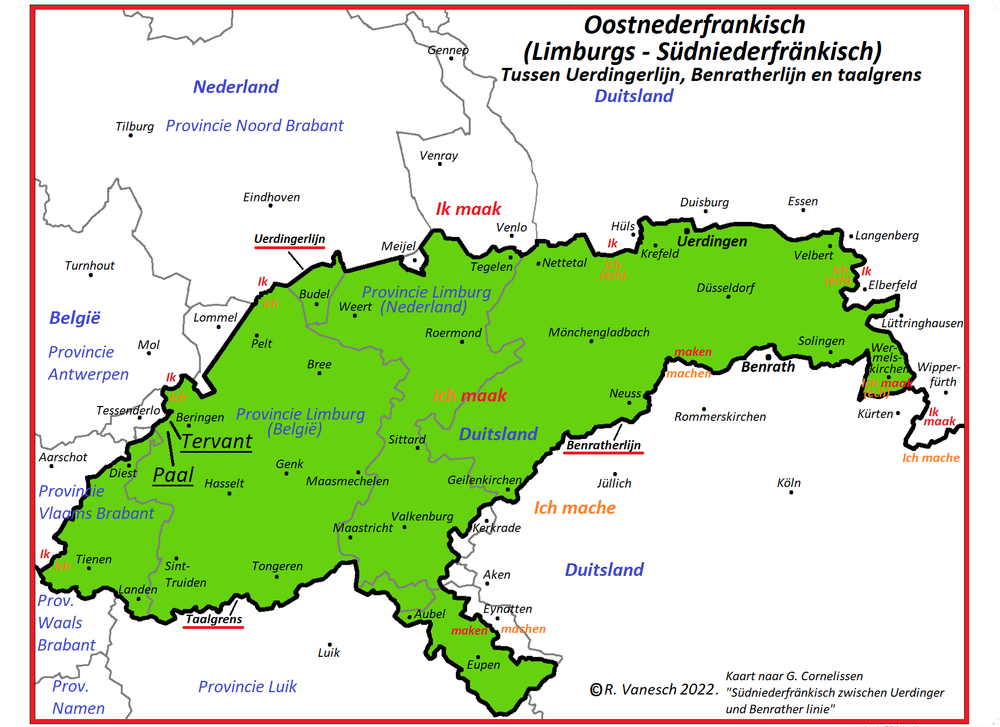 Oostnederfrankisch
(Limburgs - Südniederfränkisch)
Tussen Uerdingerlijn, Benratherlijn en taalgrens
Duitsland
Gennep
Nederland
Tilburg
Provincie Noord Brabant
Venray
Eindhoven
Ik maak
Duisburg
Essen
Venlo
Hüls
Uerdingerlijn
Meijel
Ik
Krefeld
Uerdingen
Langenberg
Velbert
Turnhout
Tegelen
Nettetal
Ich
(ech)
Ich
(ech)
Ik
Ik
Ich
Budel
Weert
Provincie Limburg
(Nederland)
Düsseldorf
Elberfeld
België
Lommel
Lüttringhausen
Mol
Pelt
Roermond
Mönchengladbach
Solingen
Provincie
Antwerpen
Bree
maken
machen
Benrath
Wer-
mels-
kirchen
Ich maak
(ech)
Wipper-
fürth
Ik
Ich
Ich maak
Neuss
Tessenderlo
Beringen
Provincie Limburg
(België)
Rommerskirchen
Kürten
Ik
maak
Tervant
Sittard
Duitsland
Benratherlijn
Ich mache
Aarschot
Diest
Paal
Genk
Hasselt
Maasmechelen
Geilenkirchen
Jüllich
Köln
Provincie
Vlaams Brabant
Ich mache
Valkenburg
Maastricht
Kerkrade
Ik
Ich
Tienen
Sint-
Truiden
Tongeren
Duitsland
Aken
Landen
Prov.
Waals
Brabant
Taalgrens
Aubel
Eynatten
maken
machen
Luik
Eupen
Prov.
Namen
Provincie Luik
©R. Vanesch 2022.
Kaart naar G. Cornelissen
"Südniederfränkisch zwischen Uerdinger
und Benrather linie"